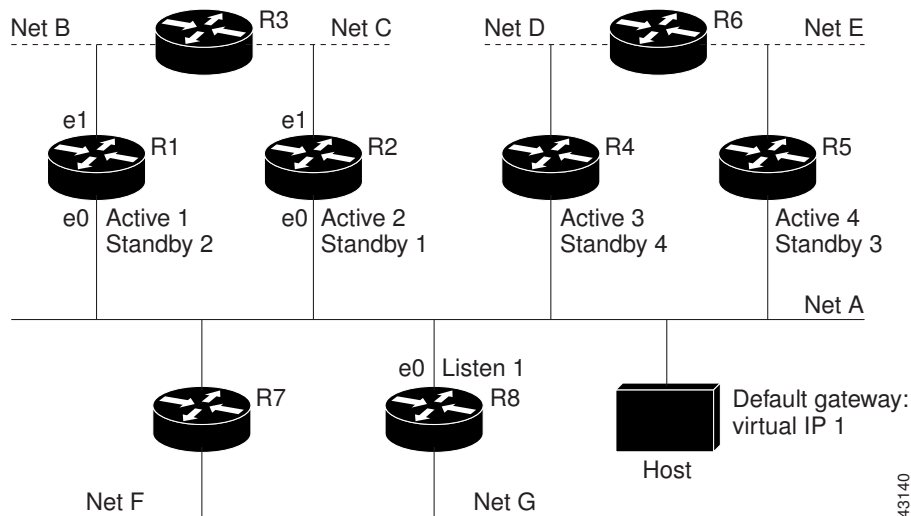 Net B
R3
Net C
Net D
R6
Net E
e1
R1
e1
R2
R4
R5
e0
Active 1
Standby 2
e0
Active 2
Standby 1
Active 3
Standby 4
Active 4
Standby 3
Net A
e0
Listen 1
R7
R8
Default gateway:
virtual IP 1
Host
Net F
Net G
43140